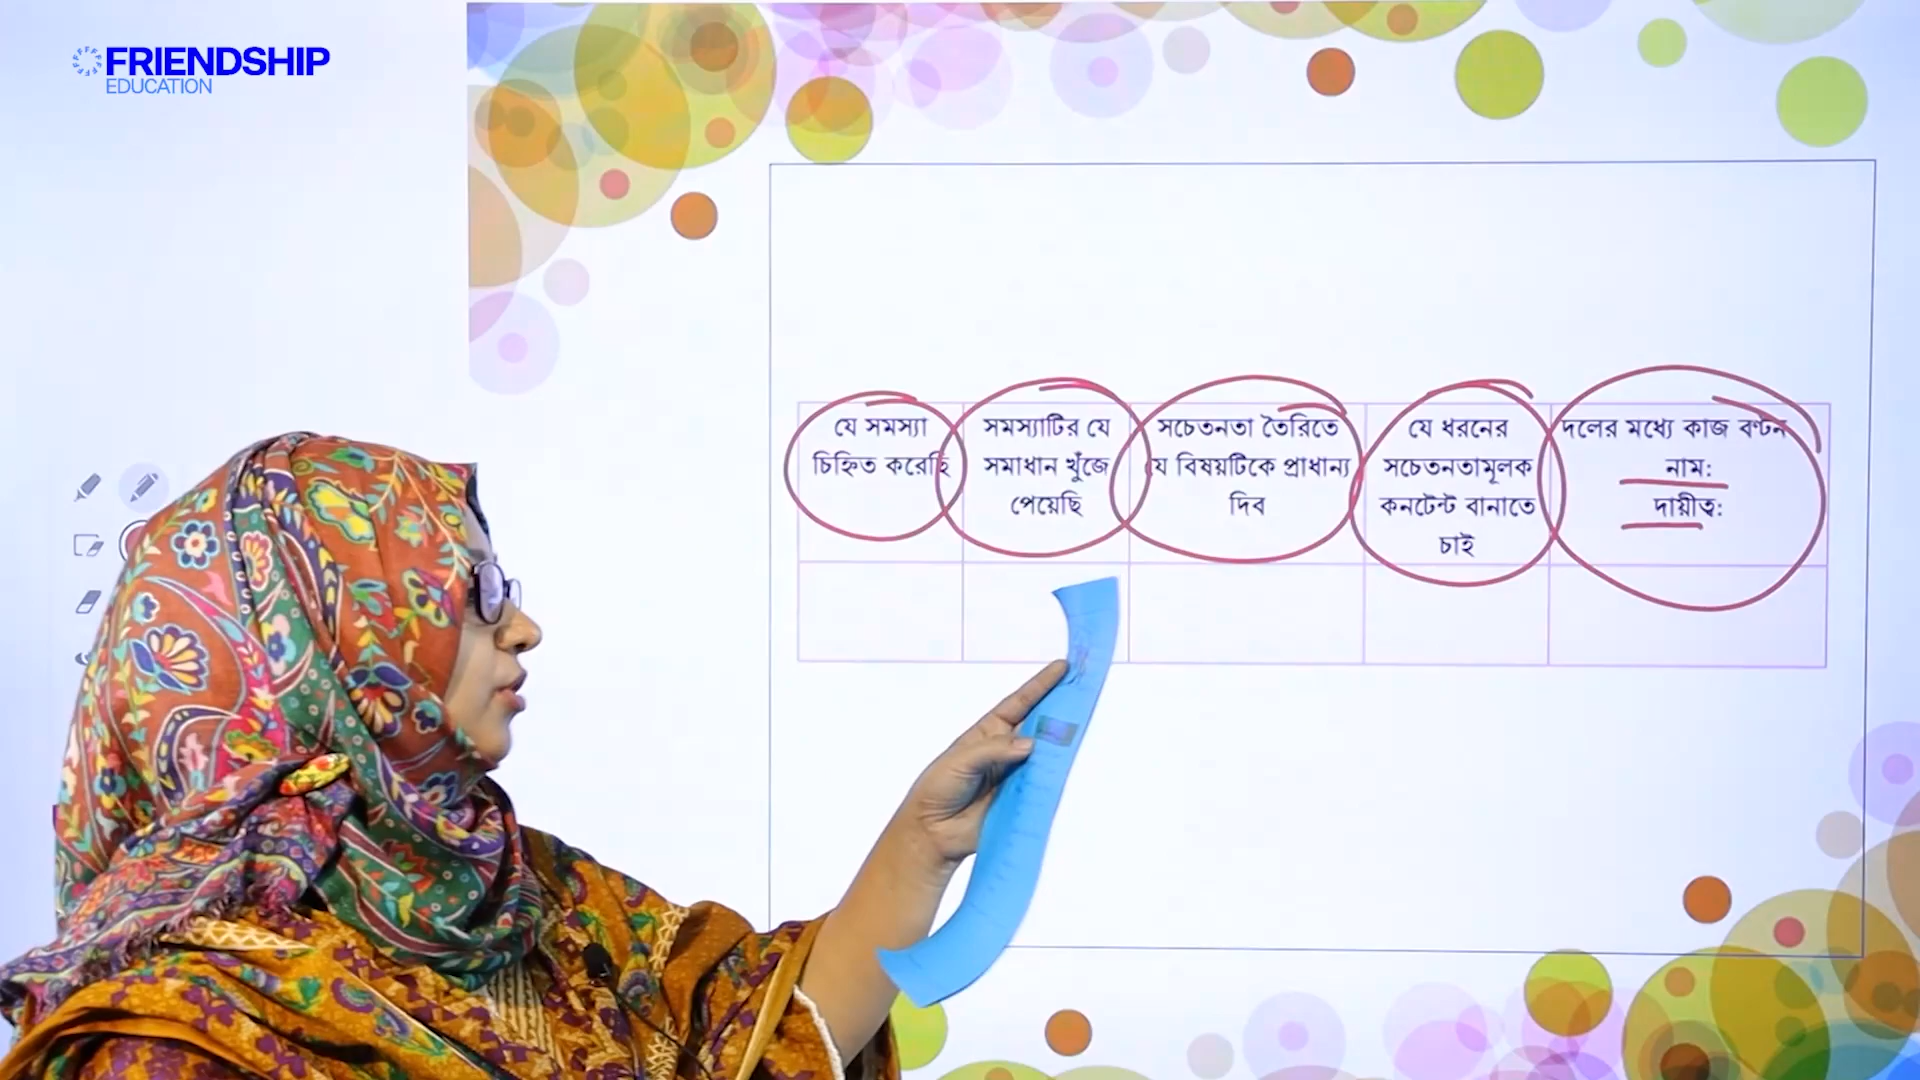 FRIENDSHIP
EDUCATION
যে সমস্যা
চিহ্নিত করেছি
সমস্যাটির যে
সমাধান খুঁজে
পেয়েছি
সচেতনতা তৈরিতে
যে বিষয়টিকে প্রাধান্য
দিব
যে ধরনের
সচেতনতামূলক
কনটেন্ট বানাতে
চাই
দলের মধ্যে কাজ বণ্টন
নাম:
দায়ীত্ব: